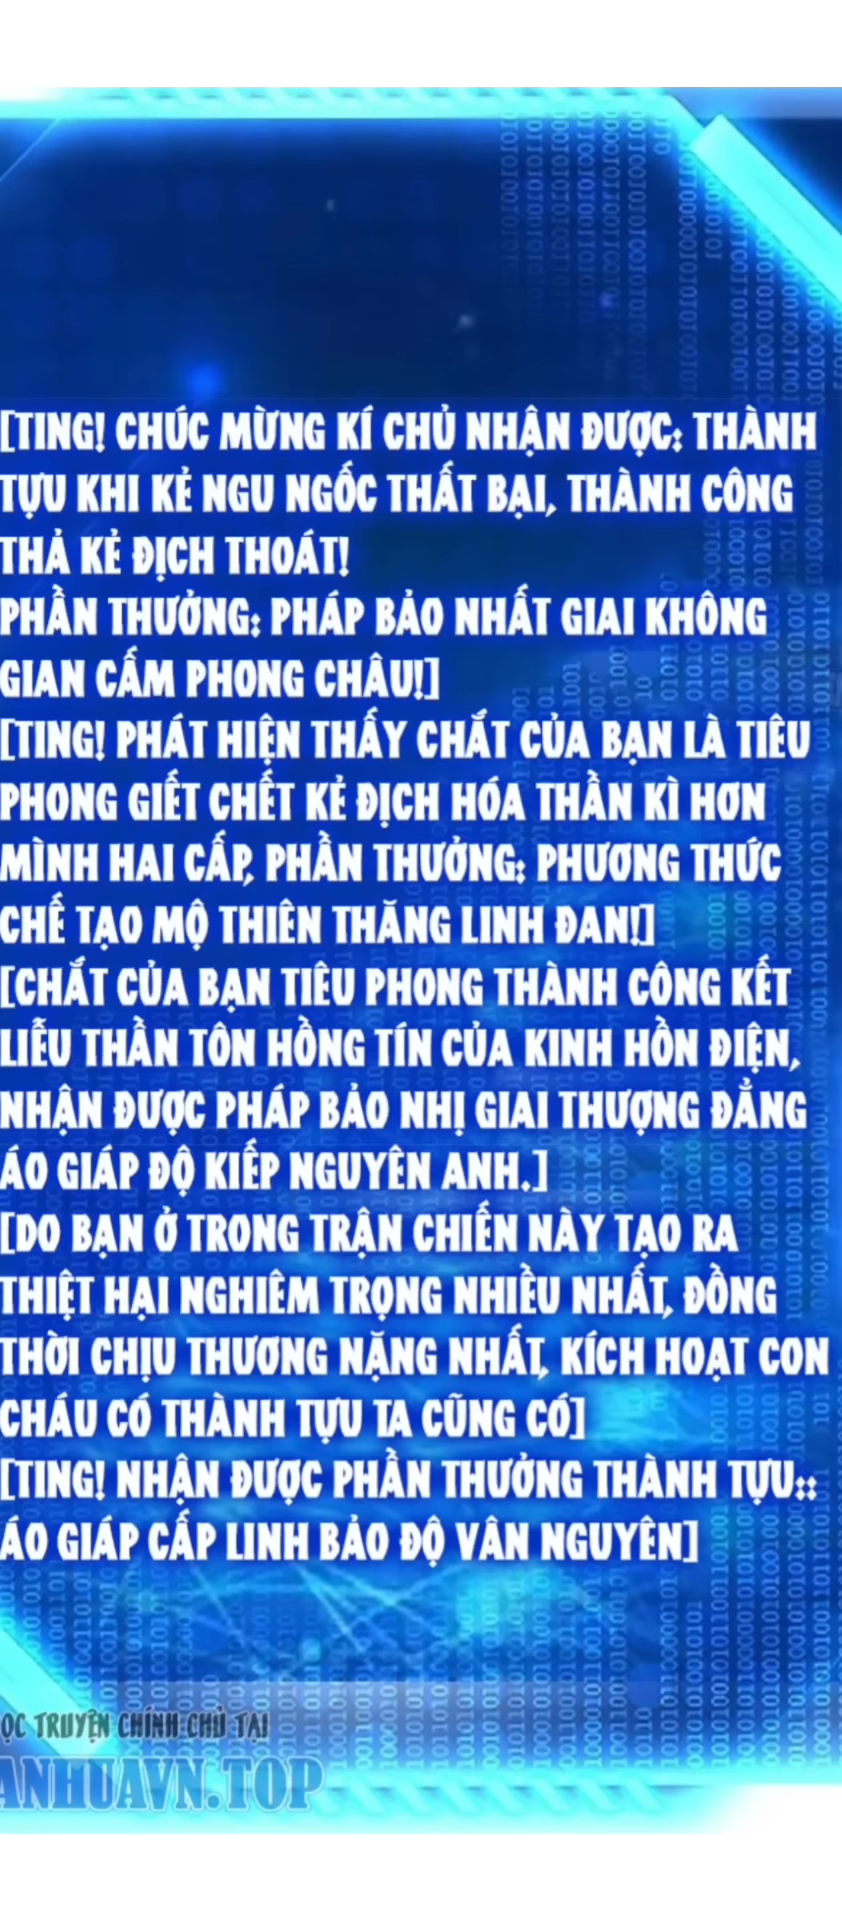 [TING! CHÚC MỪNG KÍ CHỦ NHẬN ĐƯỢC: THÀNH
TỰU KHI KẺ NGU NGỐC THẤT BẠI, THÀNH CÔNG
THẢ KẺ ĐỊCH THOÁT!
PHẦN THƯỞNG: PHÁP BẢO NHẤT GIAI KHÔNG
GIAN CẤM PHONG CHÂU!]
[TING! PHÁT HIỆN THẤY CHẮT CỦA BẠN LÀ TIÊU
PHONG GIẾT CHẾT KẺ ĐỊCH HÓA THẦN KÌ HƠN
MÌNH HAI CẤP, PHẦN THƯỞNG: PHƯƠNG THỨC
CHẾ TẠO MỘ THIÊN THĂNG LINH ĐAN!]
[CHẮT CỦA BẠN TIÊU PHONG THÀNH CÔNG KẾT
LIỄU THẦN TÔN HỒNG TÍN CỦA KINH HỒN ĐIỆN,
NHẬN ĐƯỢC PHÁP BẢO NHỊ GIAI THƯỢNG ĐẲNG
ÁO GIÁP ĐỘ KIẾP NGUYÊN ANH.]
[DO BẠN Ở TRONG TRẬN CHIẾN NÀY TẠO RA
THIỆT HẠI NGHIÊM TRỌNG NHIỀU NHẤT, ĐỒNG
THỜI CHỊU THƯƠNG NẶNG NHẤT, KÍCH HOẠT CON
CHÁU CÓ THÀNH TỰU TA CŨNG CÓ]
[TING! NHẬN ĐƯỢC PHẦN THƯỞNG THÀNH TỰU::
ÁO GIÁP CẤP LINH BẢO ĐỘ VÂN NGUYÊN]
ỌC TRUYỆN CHÍNH CHỦ TẠI
ANHUAVN.TOP